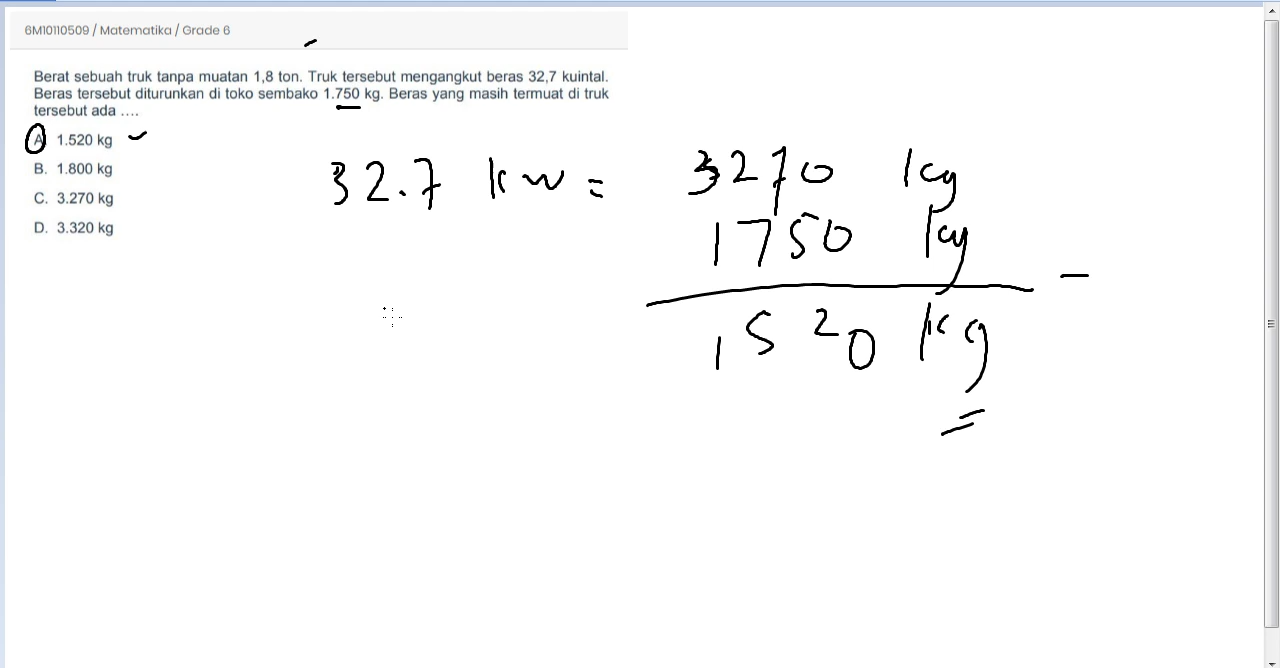 6M10110509 / Matematika / Grade 6
Berat sebuah truk tanpa muatan 1,8 ton. Truk tersebut mengangkut beras 32,7 kuintal.
Beras tersebut diturunkan di toko sembako 1.750 kg. Beras yang masih termuat di truk
tersebut ada ....
A. 1.520 kg
B. 1.800 kg
C. 3.270 kg
D. 3.320 kg
32.7 kw = 3270 kg
1750 kg
-
1520 kg